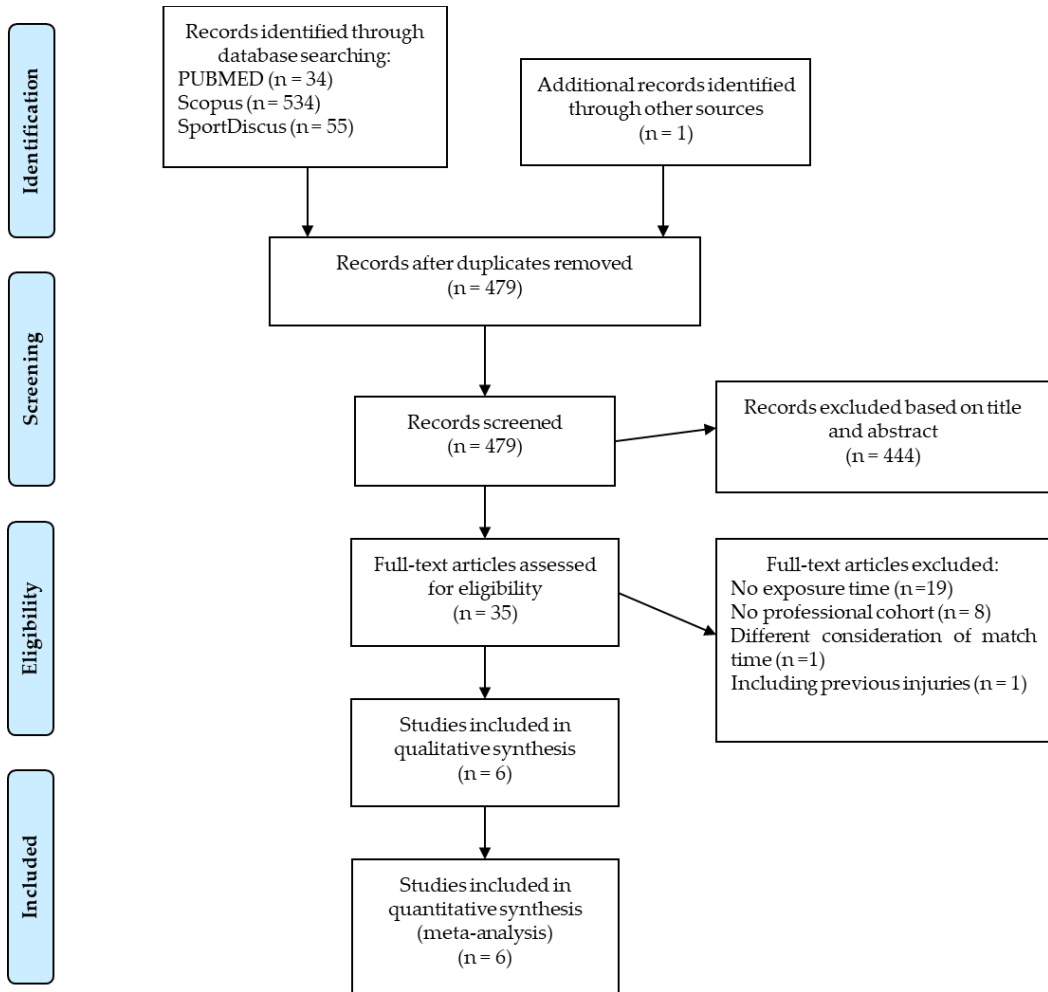 Identification
Records identified through
database searching:
PUBMED (n = 34)
Scopus (n = 534)
SportDiscus (n = 55)
Additional records identified
through other sources
(n = 1)
Records after duplicates removed
(n = 479)
Screening
Records screened
(n = 479)
Records excluded based on title
and abstract
(n = 444)
Eligibility
Full-text articles assessed
for eligibility
(n = 35)
Full-text articles excluded:
No exposure time (n =19)
No professional cohort (n = 8)
Different consideration of match
time (n =1)
Including previous injuries (n = 1)
Studies included in
qualitative synthesis
(n = 6)
Included
Studies included in
quantitative synthesis
(meta-analysis)
(n = 6)